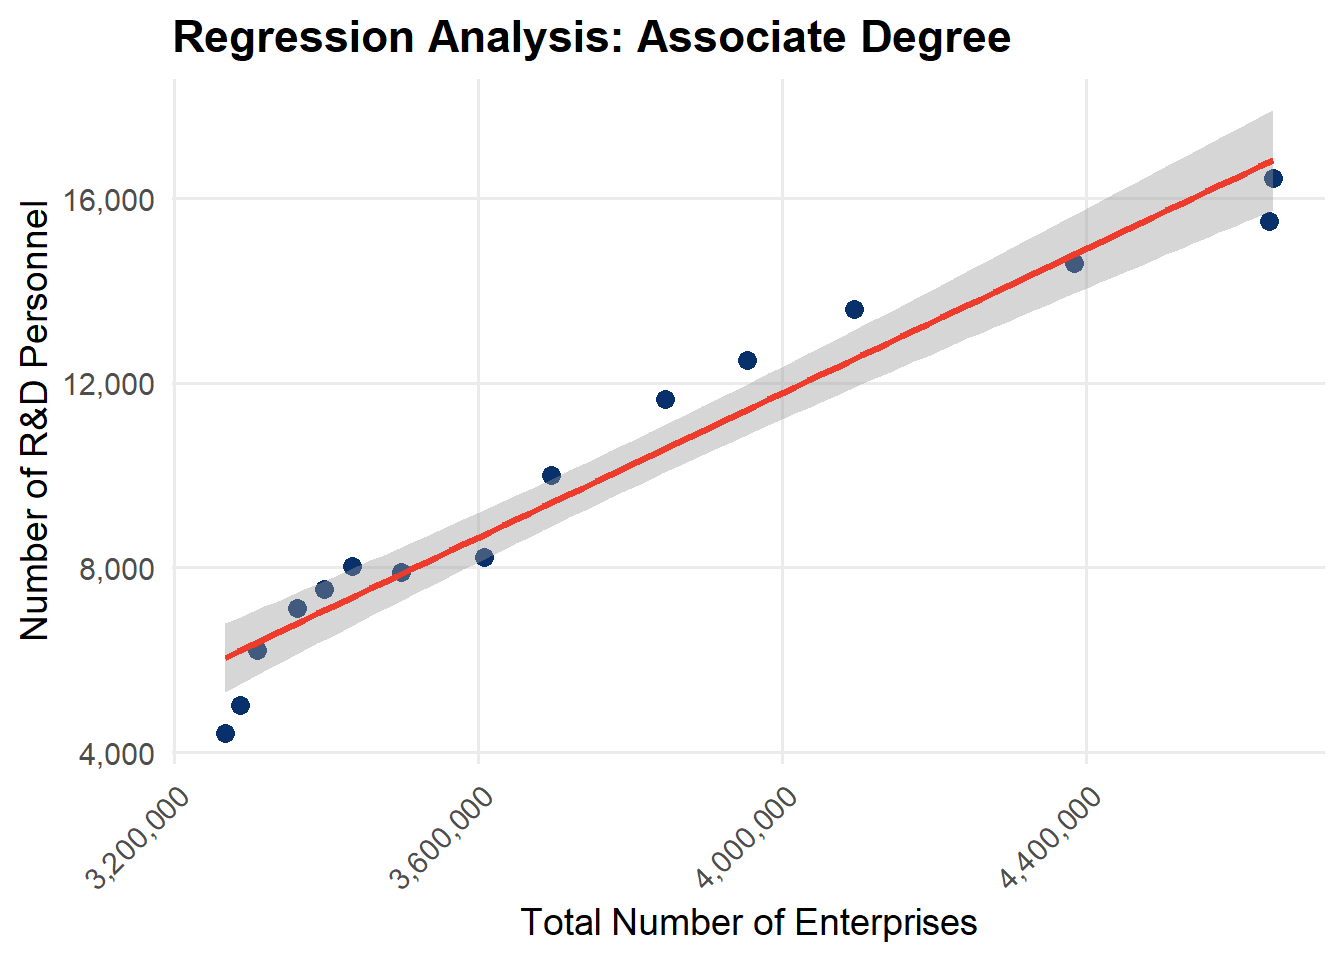 Regression Analysis: Associate Degree
Number of R&D Personnel
16,000
12,000
8,000
4,000
3,200,000
3,600,000
4,000,000
4,400,000
Total Number of Enterprises